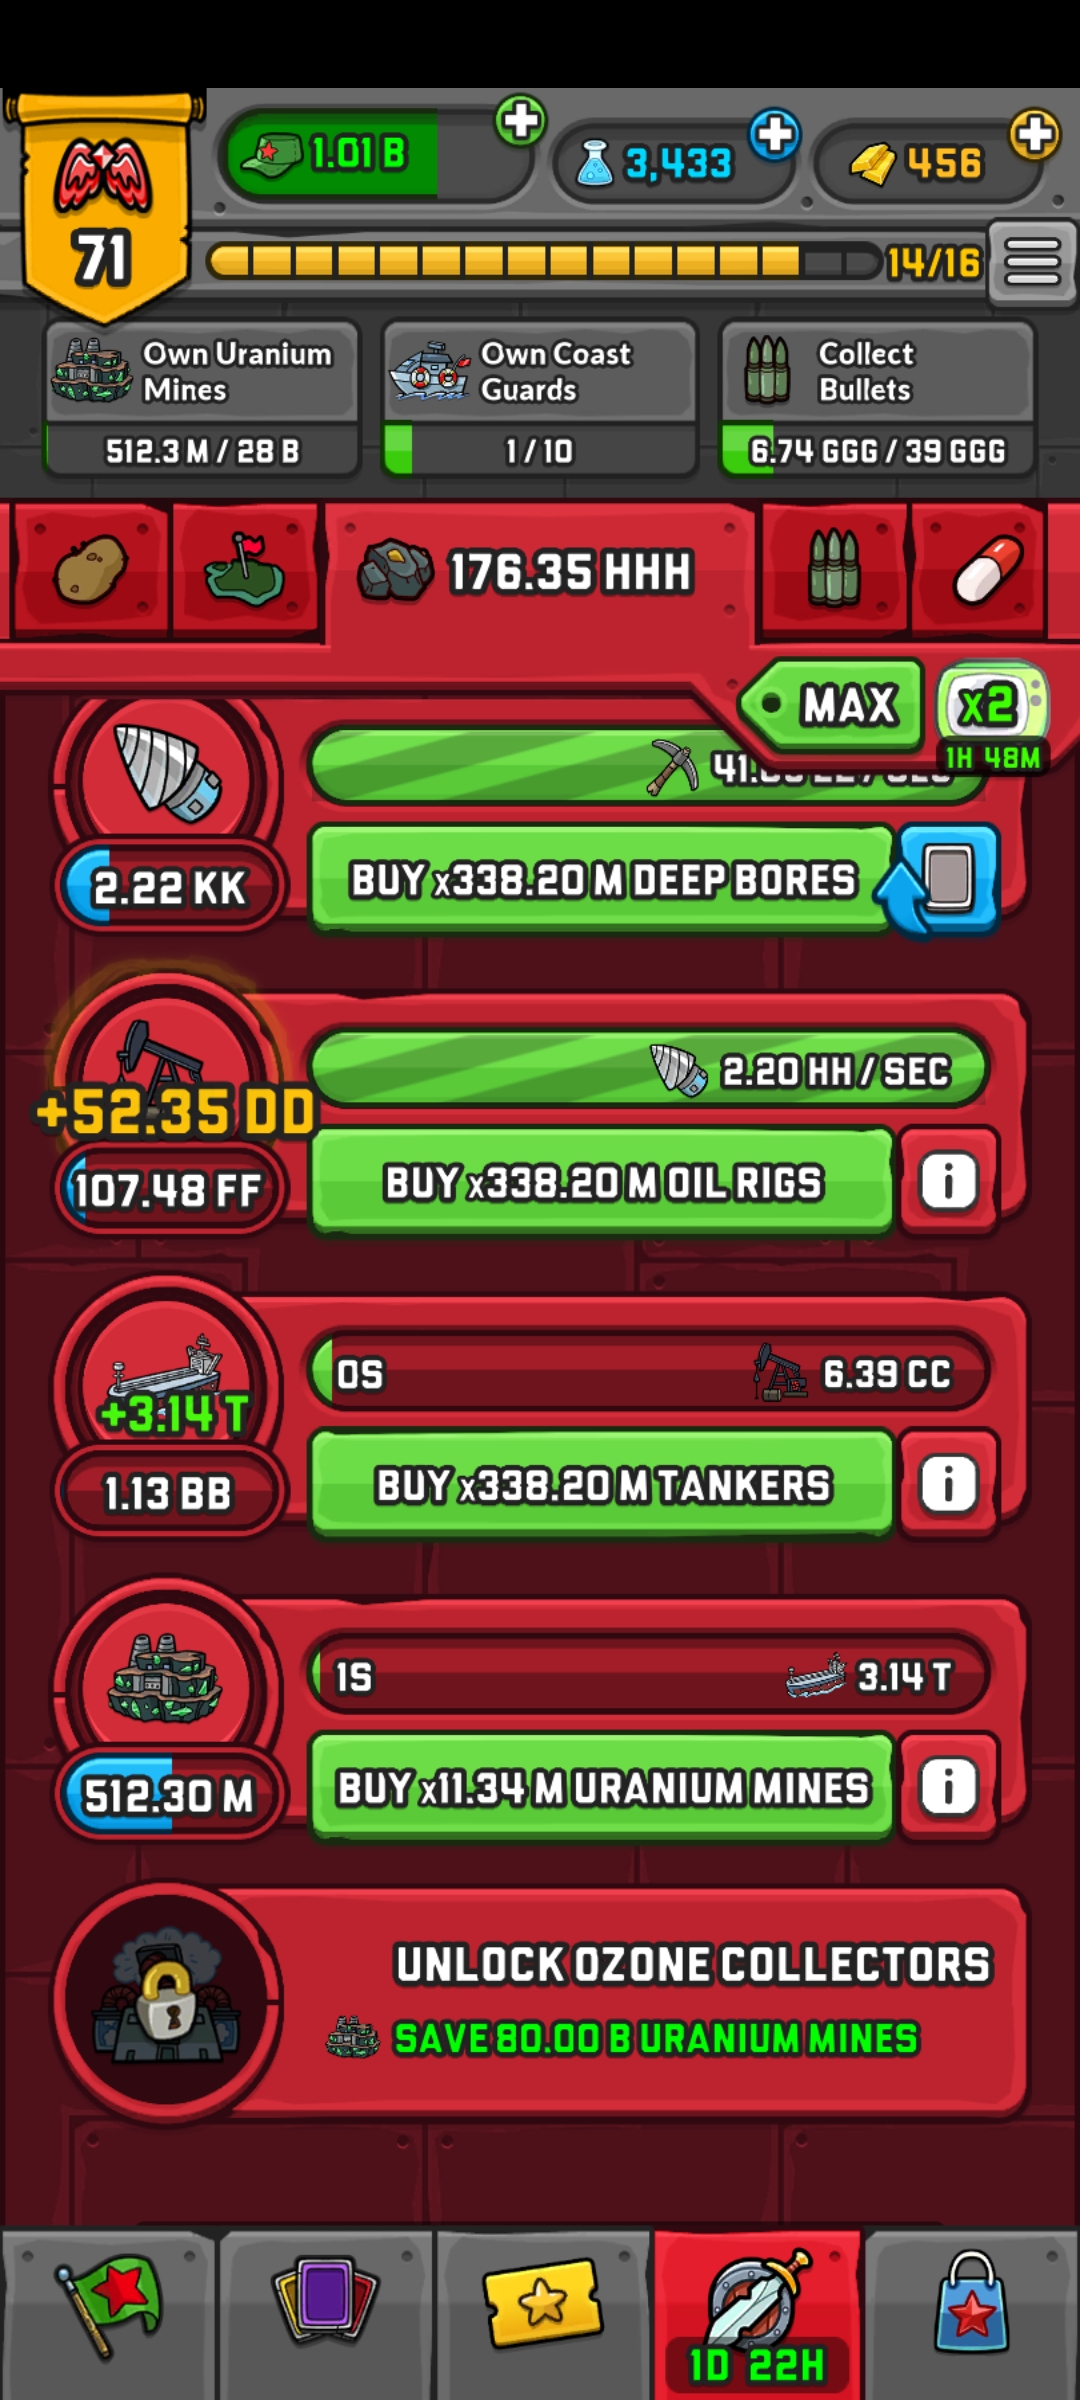 1.01 B
3,433
456
71
14/16
Own Uranium
Mines
512.3 M / 28 B
Own Coast
Guards
1 / 10
Collect
Bullets
6.74 GGG / 39 GGG
176.35 HHH
MAX
x2
1H 48M
2.22 KK
BUY x338.20 M DEEP BORES
+52.35 DD
2.20 HH / SEC
107.48 FF
BUY x338.20 M OIL RIGS
i
+3.14 T
0S
6.39 CC
1.13 BB
BUY x338.20 M TANKERS
i
1S
3.14 T
512.30 M
BUY x11.34 M URANIUM MINES
i
UNLOCK OZONE COLLECTORS
SAVE 80.00 B URANIUM MINES
1D 22H